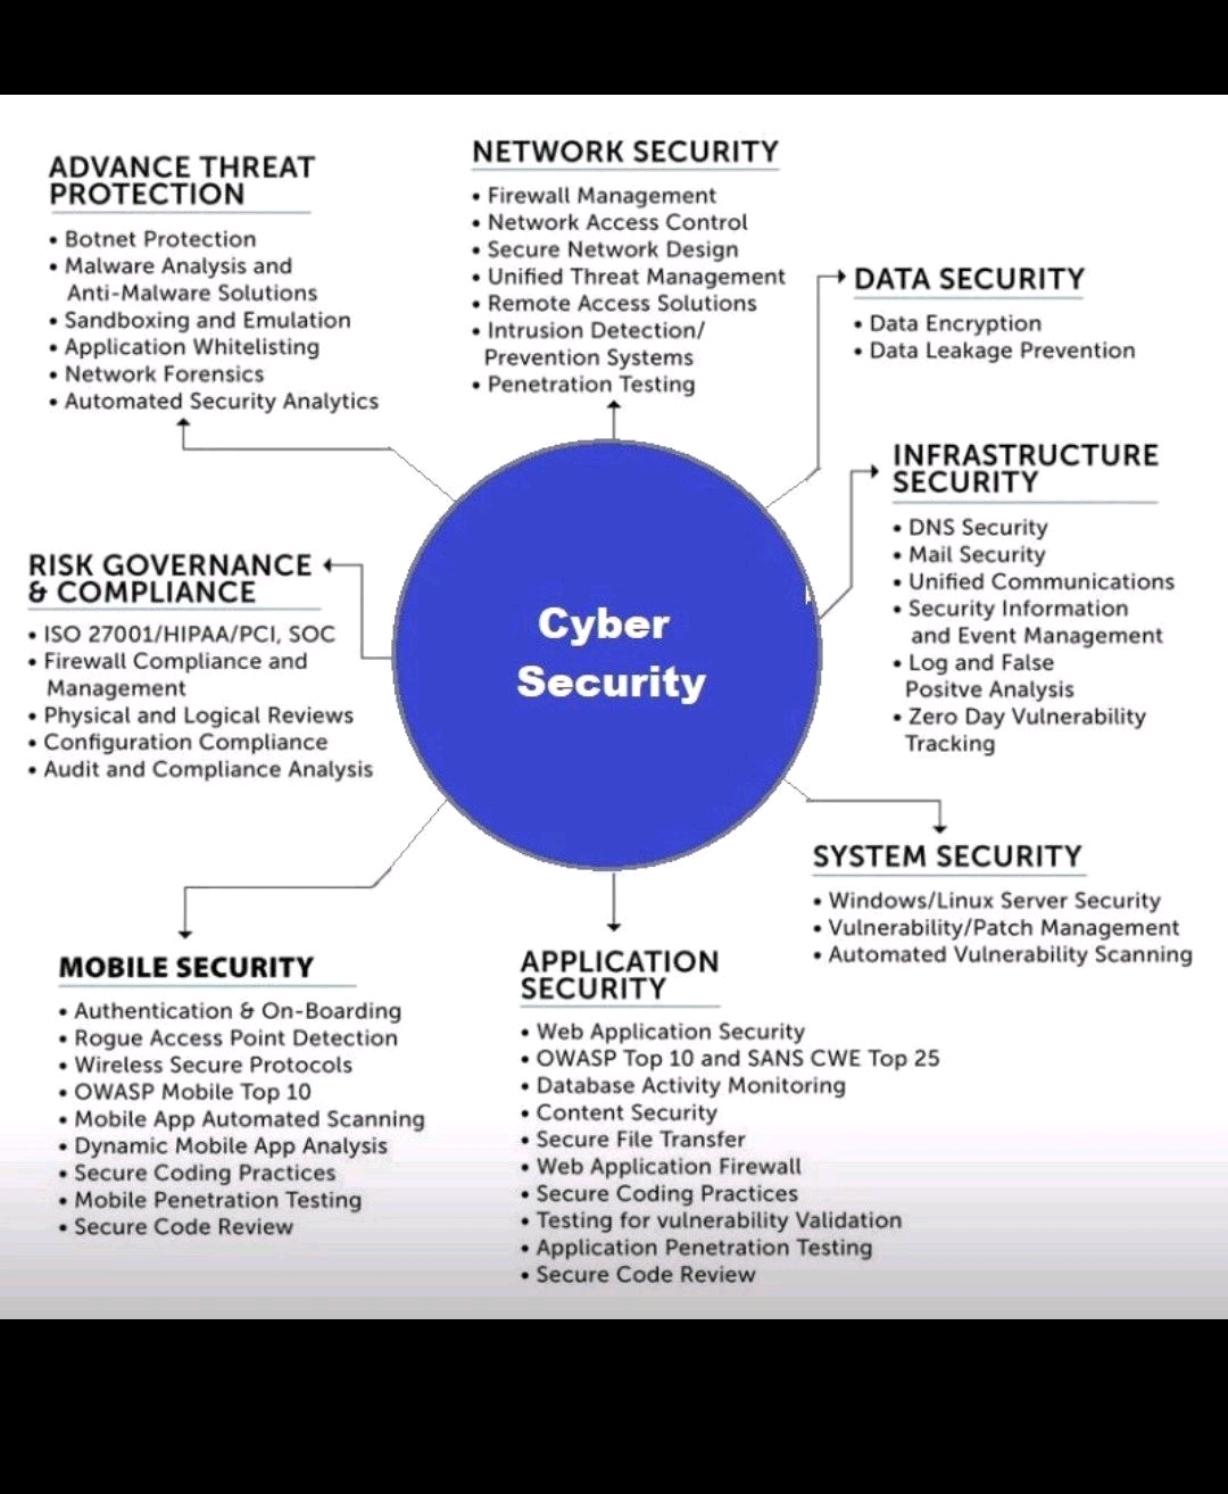 ADVANCE THREAT
PROTECTION
• Botnet Protection
• Malware Analysis and
Anti-Malware Solutions
• Sandboxing and Emulation
• Application Whitelisting
• Network Forensics
• Automated Security Analytics
NETWORK SECURITY
• Firewall Management
• Network Access Control
• Secure Network Design
• Unified Threat Management
• Remote Access Solutions
• Intrusion Detection/
Prevention Systems
• Penetration Testing
DATA SECURITY
• Data Encryption
• Data Leakage Prevention
INFRASTRUCTURE
SECURITY
• DNS Security
• Mail Security
• Unified Communications
• Security Information
and Event Management
• Log and False
Positve Analysis
• Zero Day Vulnerability
Tracking
RISK GOVERNANCE
& COMPLIANCE
• ISO 27001/HIPAA/PCI, SOC
• Firewall Compliance and
Management
• Physical and Logical Reviews
• Configuration Compliance
• Audit and Compliance Analysis
Cyber
Security
SYSTEM SECURITY
• Windows/Linux Server Security
• Vulnerability/Patch Management
• Automated Vulnerability Scanning
MOBILE SECURITY
• Authentication & On-Boarding
• Rogue Access Point Detection
• Wireless Secure Protocols
• OWASP Mobile Top 10
• Mobile App Automated Scanning
• Dynamic Mobile App Analysis
• Secure Coding Practices
• Mobile Penetration Testing
• Secure Code Review
APPLICATION
SECURITY
• Web Application Security
• OWASP Top 10 and SANS CWE Top 25
• Database Activity Monitoring
• Content Security
• Secure File Transfer
• Web Application Firewall
• Secure Coding Practices
• Testing for vulnerability Validation
• Application Penetration Testing
• Secure Code Review